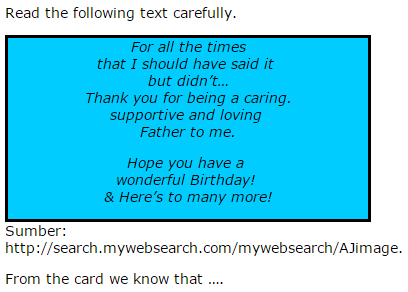 Read the following text carefully.
For all the times
that I should have said it
but didn't...
Thank you for being a caring.
supportive and loving
Father to me.
Hope you have a
wonderful Birthday!
& Here's to many more!
Sumber:
http://search.mywebsearch.com/mywebsearch/AJimage.
From the card we know that ....